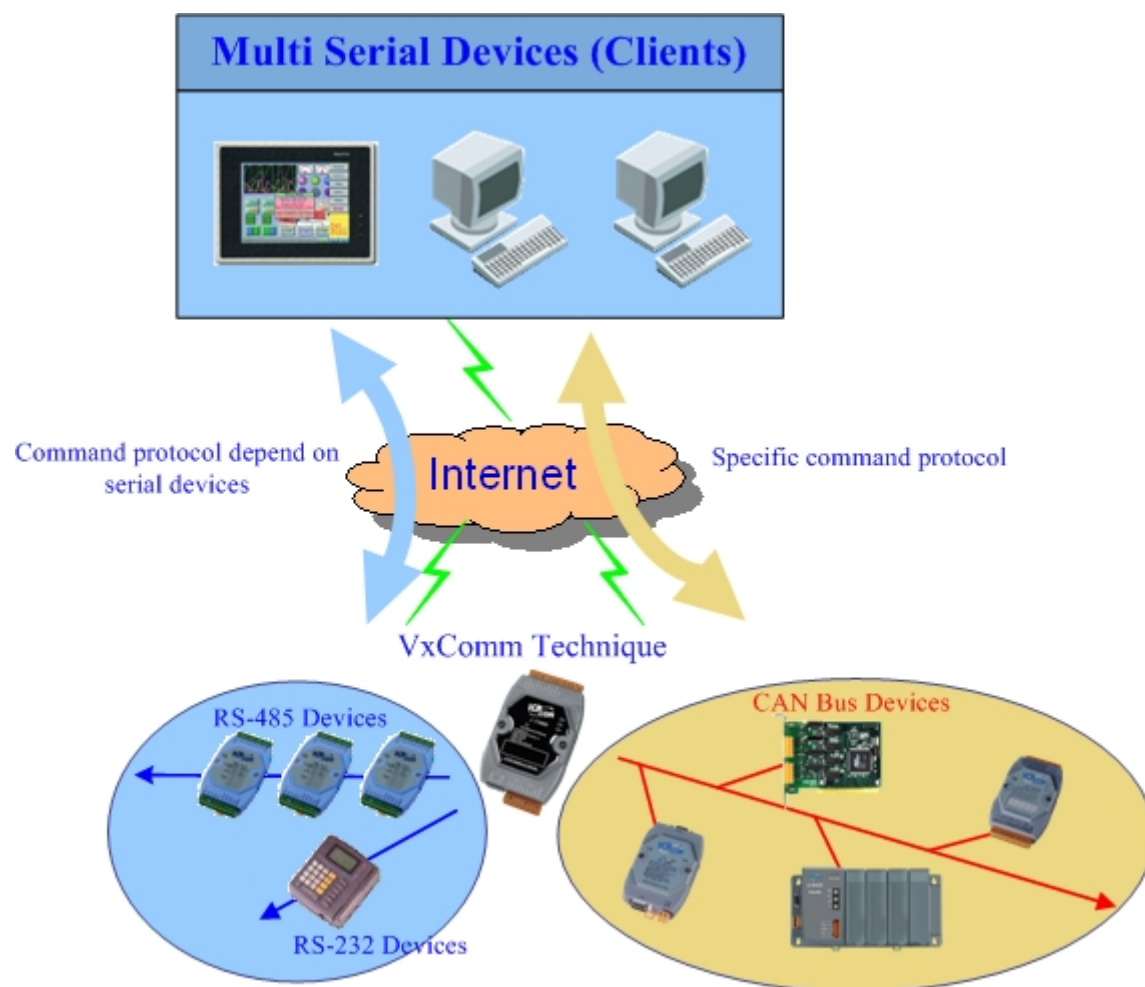 Multi Serial Devices (Clients)
Command protocol depend on
serial devices
Internet
Specific command protocol
VxComm Technique
RS-485 Devices
CAN Bus Devices
RS-232 Devices